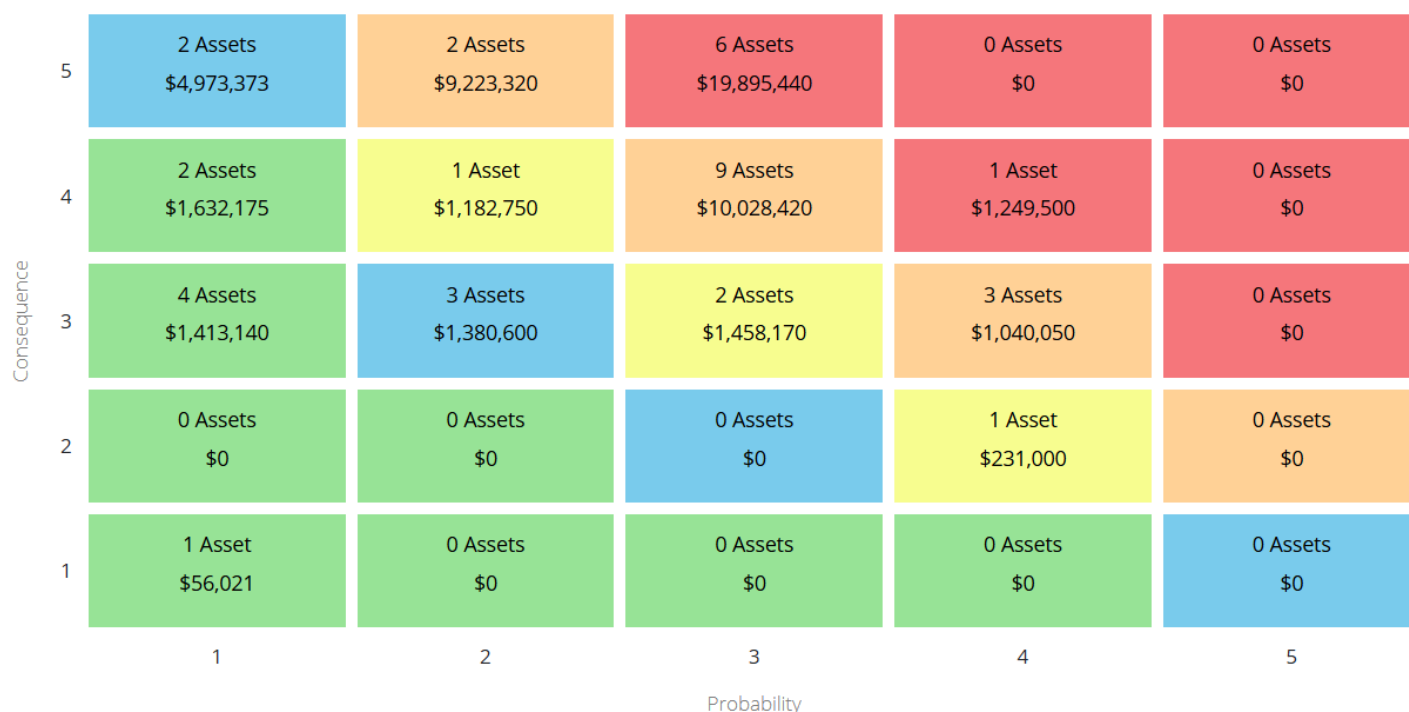 5
2 Assets
$4,973,373
2 Assets
$9,223,320
6 Assets
$19,895,440
0 Assets
$0
0 Assets
$0
4
2 Assets
$1,632,175
1 Asset
$1,182,750
9 Assets
$10,028,420
1 Asset
$1,249,500
0 Assets
$0
Consequence
3
4 Assets
$1,413,140
3 Assets
$1,380,600
2 Assets
$1,458,170
3 Assets
$1,040,050
0 Assets
$0
2
0 Assets
$0
0 Assets
$0
0 Assets
$0
1 Asset
$231,000
0 Assets
$0
1
1 Asset
$56,021
0 Assets
$0
0 Assets
$0
0 Assets
$0
0 Assets
$0
1
2
3
4
5
Probability